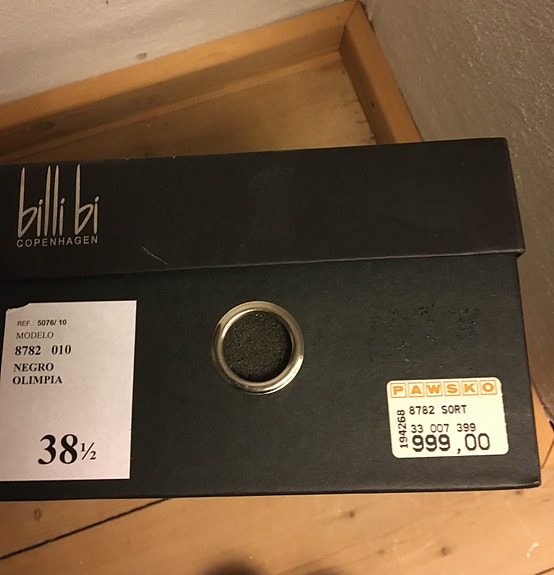 billi bi
COPENHAGEN
REF.: 5076/ 10
MODELO
8782 010
NEGRO
OLIMPIA
38½
PAWSKO
194268
8782 SORT
33 007 399
999,00